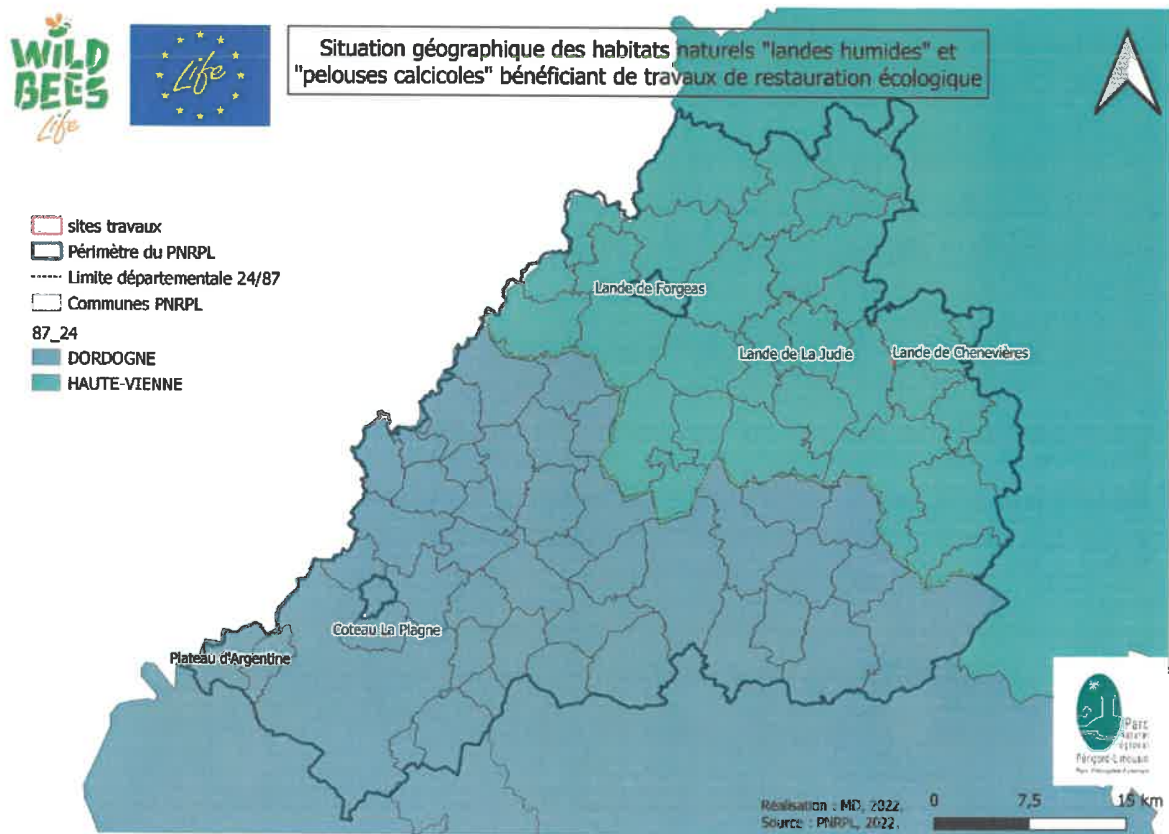 WILD
BEES
Life
Life
Situation géographique des habitats naturels "landes humides" et
"pelouses calcicoles" bénéficiant de travaux de restauration écologique
sites travaux
Périmètre du PNRPL
Limite départementale 24/87
Communes PNRPL
87_24
DORDOGNE
HAUTE-VIENNE
Lande de Forgeas
Lande de La Judie
Lande de Chenevières
Coteau La Plagne
Plateau d'Argentine
Parc
Naturel
régional
Périgord-Limousin
Réalisation : MD, 2022.
Source : PNRPL, 2022.
0 7,5 15 km